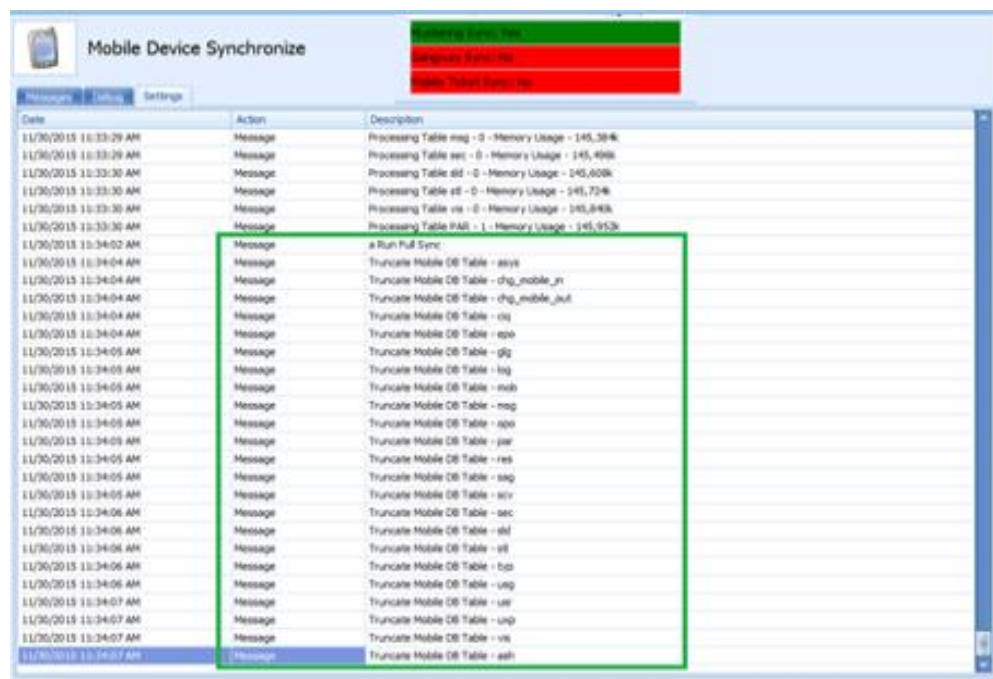 Mustering Sync: Yes
Mobile Device Synchronize
Gangway Sync: No
Mobile Ticket Sync: No
Messages Debug Settings
Date Action Description
11/30/2015 11:33:29 AM Message Processing Table msg - 0 - Memory Usage - 145,384k
11/30/2015 11:33:29 AM Message Processing Table sec - 0 - Memory Usage - 145,496k
11/30/2015 11:33:30 AM Message Processing Table sld - 0 - Memory Usage - 145,608k
11/30/2015 11:33:30 AM Message Processing Table stl - 0 - Memory Usage - 145,724k
11/30/2015 11:33:30 AM Message Processing Table vis - 0 - Memory Usage - 145,840k
11/30/2015 11:33:30 AM Message Processing Table PAR - 1 - Memory Usage - 145,952k
11/30/2015 11:34:02 AM Message a Run Full Sync
11/30/2015 11:34:04 AM Message Truncate Mobile DB Table - asys
11/30/2015 11:34:04 AM Message Truncate Mobile DB Table - chg_mobile_in
11/30/2015 11:34:04 AM Message Truncate Mobile DB Table - chg_mobile_out
11/30/2015 11:34:04 AM Message Truncate Mobile DB Table -
11/30/2015 11:34:04 AM Message Truncate Mobile DB Table - epo
11/30/2015 11:34:05 AM Message Truncate Mobile DB Table - glg
11/30/2015 11:34:05 AM Message Truncate Mobile DB Table - log
11/30/2015 11:34:05 AM Message Truncate Mobile DB Table - mob
11/30/2015 11:34:05 AM Message Truncate Mobile DB Table - msg
11/30/2015 11:34:05 AM Message Truncate Mobile DB Table - opo
11/30/2015 11:34:05 AM Message Truncate Mobile DB Table - par
11/30/2015 11:34:05 AM Message Truncate Mobile DB Table - res
11/30/2015 11:34:05 AM Message Truncate Mobile DB Table - sag
11/30/2015 11:34:05 AM Message Truncate Mobile DB Table - scv
11/30/2015 11:34:06 AM Message Truncate Mobile DB Table - sec
11/30/2015 11:34:06 AM Message Truncate Mobile DB Table - sld
11/30/2015 11:34:06 AM Message Truncate Mobile DB Table - stl
11/30/2015 11:34:06 AM Message Truncate Mobile DB Table - typ
11/30/2015 11:34:06 AM Message Truncate Mobile DB Table - usg
11/30/2015 11:34:07 AM Message Truncate Mobile DB Table - usr
11/30/2015 11:34:07 AM Message Truncate Mobile DB Table - uxp
11/30/2015 11:34:07 AM Message Truncate Mobile DB Table - vis
11/30/2015 11:34:07 AM Message Truncate Mobile DB Table - ash